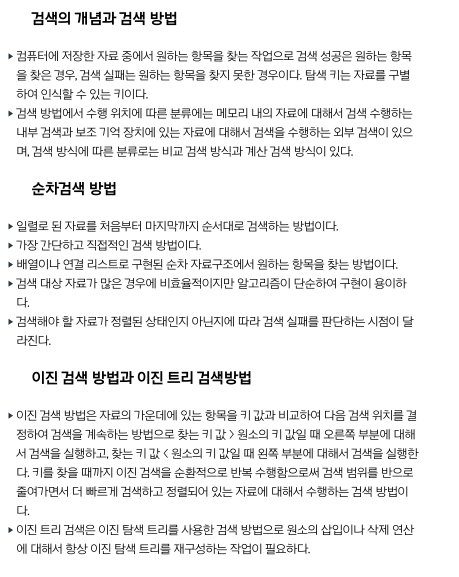 검색의 개념과 검색 방법
▸ 컴퓨터에 저장한 자료 중에서 원하는 항목을 찾는 작업으로 검색 성공은 원하는 항목
을 찾은 경우, 검색 실패는 원하는 항목을 찾지 못한 경우이다. 탐색 키는 자료를 구별
하여 인식할 수 있는 키이다.
▸ 검색 방법에서 수행 위치에 따른 분류에는 메모리 내의 자료에 대해서 검색 수행하는
내부 검색과 보조 기억 장치에 있는 자료에 대해서 검색을 수행하는 외부 검색이 있으
며, 검색 방식에 따른 분류로는 비교 검색 방식과 계산 검색 방식이 있다.
순차검색 방법
▸ 일렬로 된 자료를 처음부터 마지막까지 순서대로 검색하는 방법이다.
▸ 가장 간단하고 직접적인 검색 방법이다.
▸ 배열이나 연결 리스트로 구현된 순차 자료구조에서 원하는 항목을 찾는 방법이다.
▸ 검색 대상 자료가 많은 경우에 비효율적이지만 알고리즘이 단순하여 구현이 용이하
다.
▸ 검색해야 할 자료가 정렬된 상태인지 아닌지에 따라 검색 실패를 판단하는 시점이 달
라진다.
이진 검색 방법과 이진 트리 검색방법
▸ 이진 검색 방법은 자료의 가운데에 있는 항목을 키 값과 비교하여 다음 검색 위치를 결
정하여 검색을 계속하는 방법으로 찾는 키 값 > 원소의 키 값일 때 오른쪽 부분에 대해
서 검색을 실행하고, 찾는 키 값 < 원소의 키 값일 때 왼쪽 부분에 대해서 검색을 실행한
다. 키를 찾을 때까지 이진 검색을 순환적으로 반복 수행함으로써 검색 범위를 반으로
줄여가면서 더 빠르게 검색하고 정렬되어 있는 자료에 대해서 수행하는 검색 방법이
다.
▸ 이진 트리 검색은 이진 탐색 트리를 사용한 검색 방법으로 원소의 삽입이나 삭제 연산
에 대해서 항상 이진 탐색 트리를 재구성하는 작업이 필요하다.